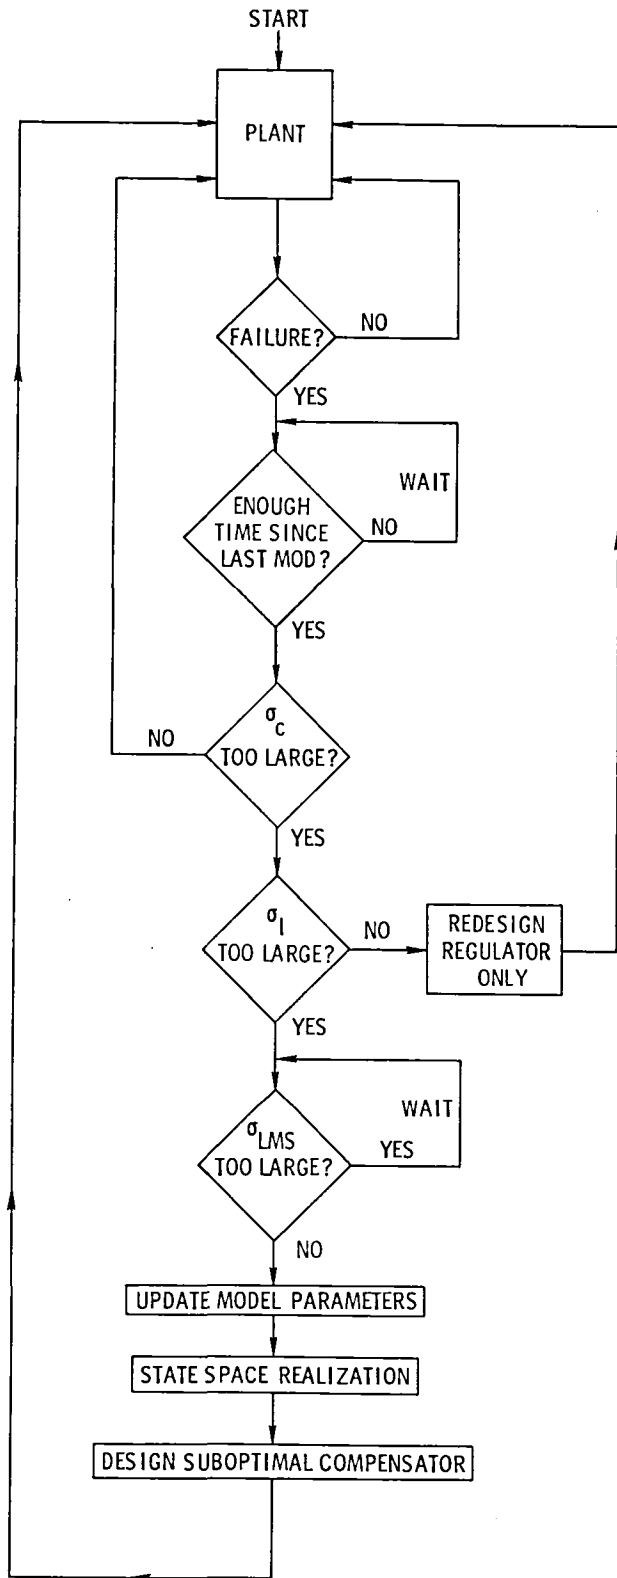 START
PLANT
FAILURE?
NO
YES
WAIT
ENOUGH
TIME SINCE
LAST MOD?
NO
YES
σc
TOO LARGE?
NO
YES
σI
TOO LARGE?
NO
REDESIGN
REGULATOR
ONLY
YES
WAIT
σLMS
TOO LARGE?
YES
NO
UPDATE MODEL PARAMETERS
STATE SPACE REALIZATION
DESIGN SUBOPTIMAL COMPENSATOR